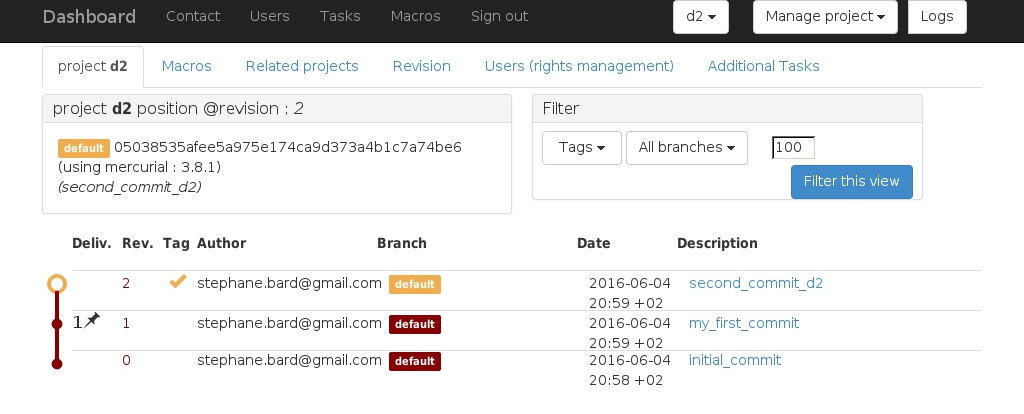 Dashboard Contact Users Tasks Macros Sign out d2 Manage project Logs
project d2 Macros Related projects Revision Users (rights management) Additional Tasks
project d2 position @revision : 2
default 05038535afee5a975e174ca9d373a4b1c7a74be6
(using mercurial : 3.8.1)
(second_commit_d2)
Filter
Tags All branches 100
Filter this view
Deliv. Rev. Tag Author Branch Date Description
2 stephane.bard@gmail.com default 2016-06-04 second_commit_d2
20:59 +02
1 1 stephane.bard@gmail.com default 2016-06-04 my_first_commit
20:59 +02
0 stephane.bard@gmail.com default 2016-06-04 initial_commit
20:58 +02